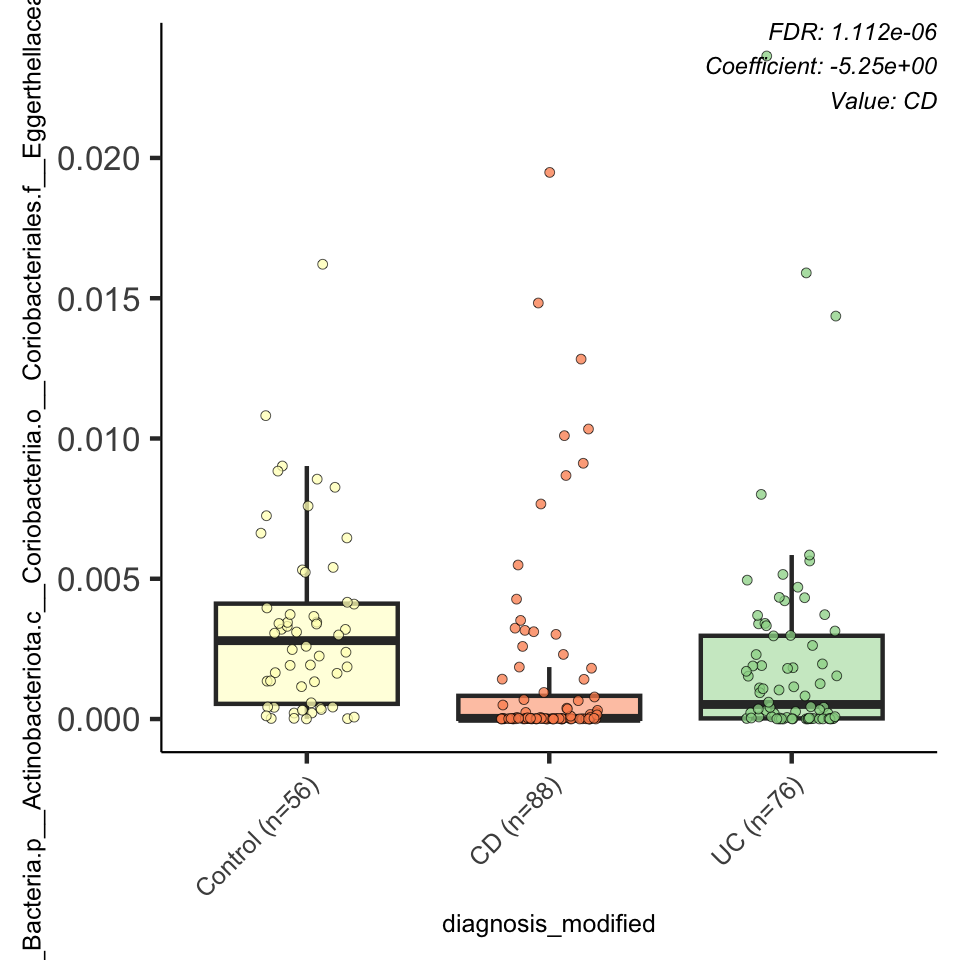 FDR: 1.112e-06
Coefficient: -5.25e+00
Value: CD
_Bacteria.p__Actinobacteriota.c__Coriobacteriia.o__Coriobacteriales.f__Eggerthellacea
0.020
0.015
0.010
0.005
0.000
Control (n=56)
CD (n=88)
UC (n=76)
diagnosis_modified